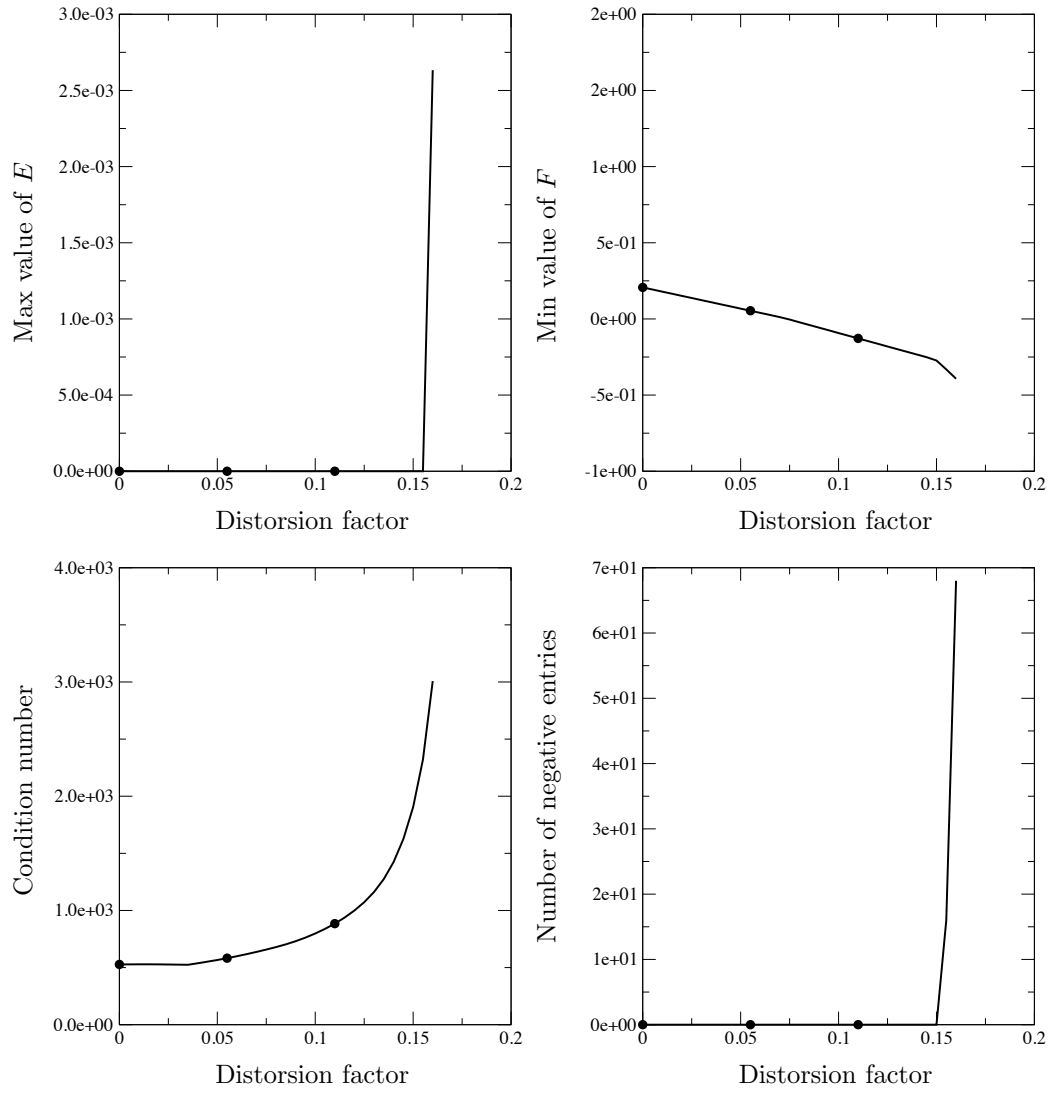 Max value of E
3.0e-03
2.5e-03
2.0e-03
1.5e-03
1.0e-03
5.0e-04
0.0e+00
0 0.05 0.1 0.15 0.2
Distorsion factor
Min value of F
2e+00
2e+00
1e+00
5e-01
0e+00
-5e-01
-1e+00
0 0.05 0.1 0.15 0.2
Distorsion factor
Condition number
4.0e+03
3.0e+03
2.0e+03
1.0e+03
0.0e+00
0 0.05 0.1 0.15 0.2
Distorsion factor
Number of negative entries
7e+01
6e+01
5e+01
4e+01
3e+01
2e+01
1e+01
0e+00
0 0.05 0.1 0.15 0.2
Distorsion factor